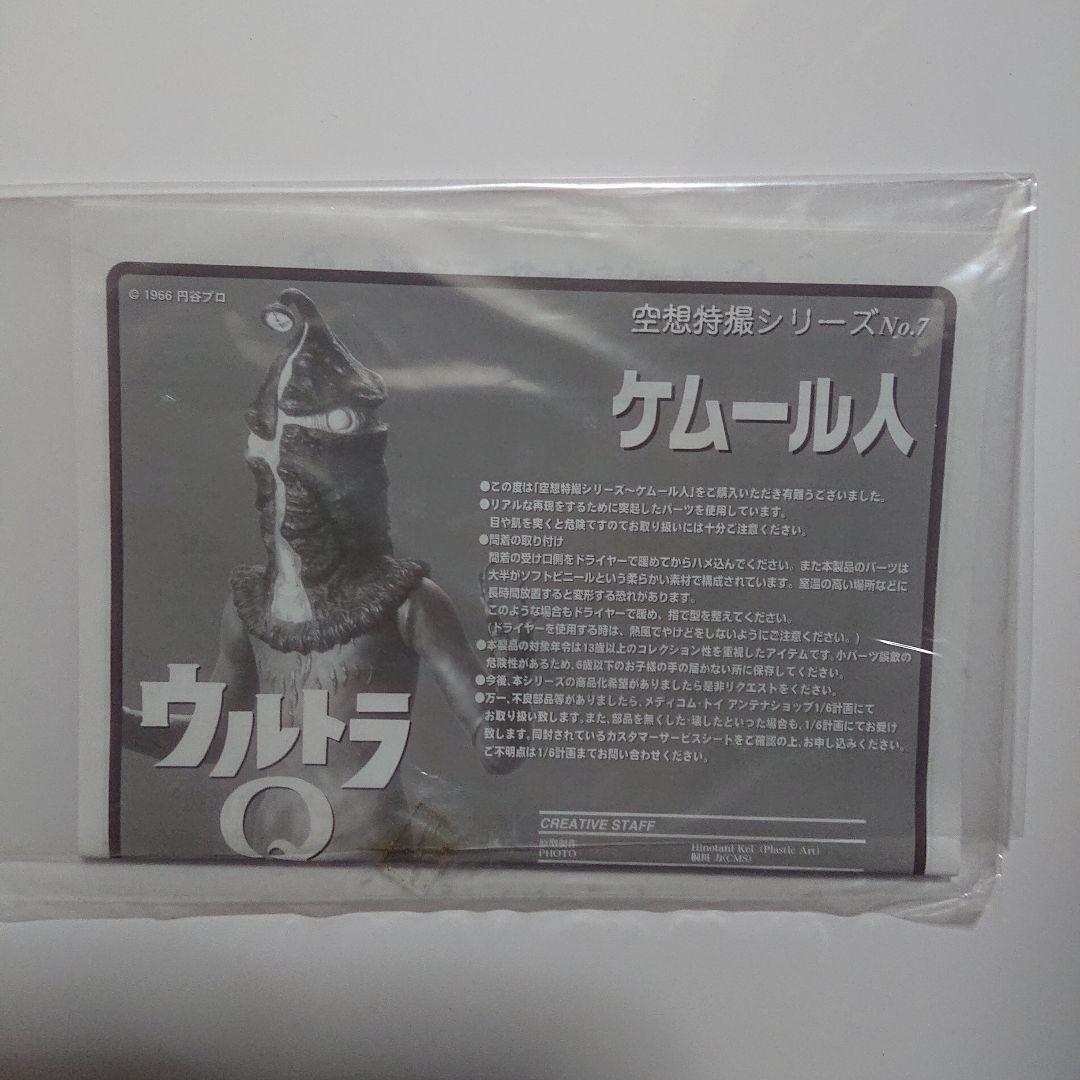 © 1966 円谷プロ
空想特撮シリーズNo.7
ケムール人
●この度は「空想特撮シリーズ～ケムール人」をご購入いただき有難うございました。
●リアルな再現をするために突起したパーツを使用しています。
目や肌を突くと危険ですのでお取り扱いには十分ご注意ください。
●間着の取り付け
間着の受け口側をドライヤーで暖めてからハメ込んでください。また本製品のパーツは
大半がソフトビニールという柔らかい素材で構成されています。室温の高い場所などに
長時間放置すると変形する恐れがあります。
このような場合もドライヤーで暖め、指で型を整えてください。
(ドライヤーを使用する時は、熱風でやけどをしないようにご注意ください。)
●本製品の対象年令は13歳以上のコレクション性を重視したアイテムです。小パーツ誤飲の
危険性があるため、6歳以下のお子様の手の届かない所に保存してください。
●今後、本シリーズの商品化希望がありましたら是非リクエストをください。
●万一、不良部品等がありましたら、メディコム・トイ アンテナショップ1/6計画にて
お取り扱い致します。また、部品を無くした・壊したといった場合も、1/6計画にてお受け
致します。同封されているカスタマーサービスシートをご確認の上、お申し込みください。
ご不明点は1/6計画までお問い合わせください。
ウルトラ
Q
CREATIVE STAFF
原型製作 Hinotani Kei (Plastic Art)
PHOTO 桐川 力(CMS)